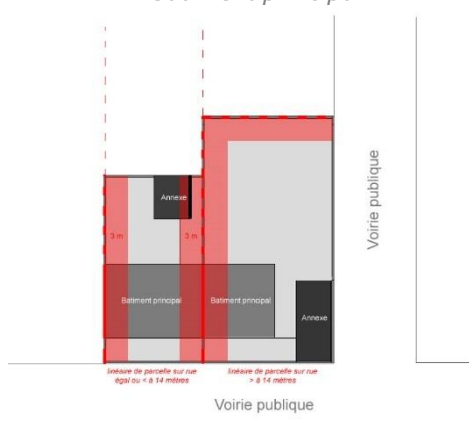 Annexe
3 m
3 m
Batiment principal
Batiment principal
Annexe
linéaire de parcelle sur rue
égal ou < à 14 mètres
linéaire de parcelle sur rue
> à 14 mètres
Voirie publique
Voirie publique